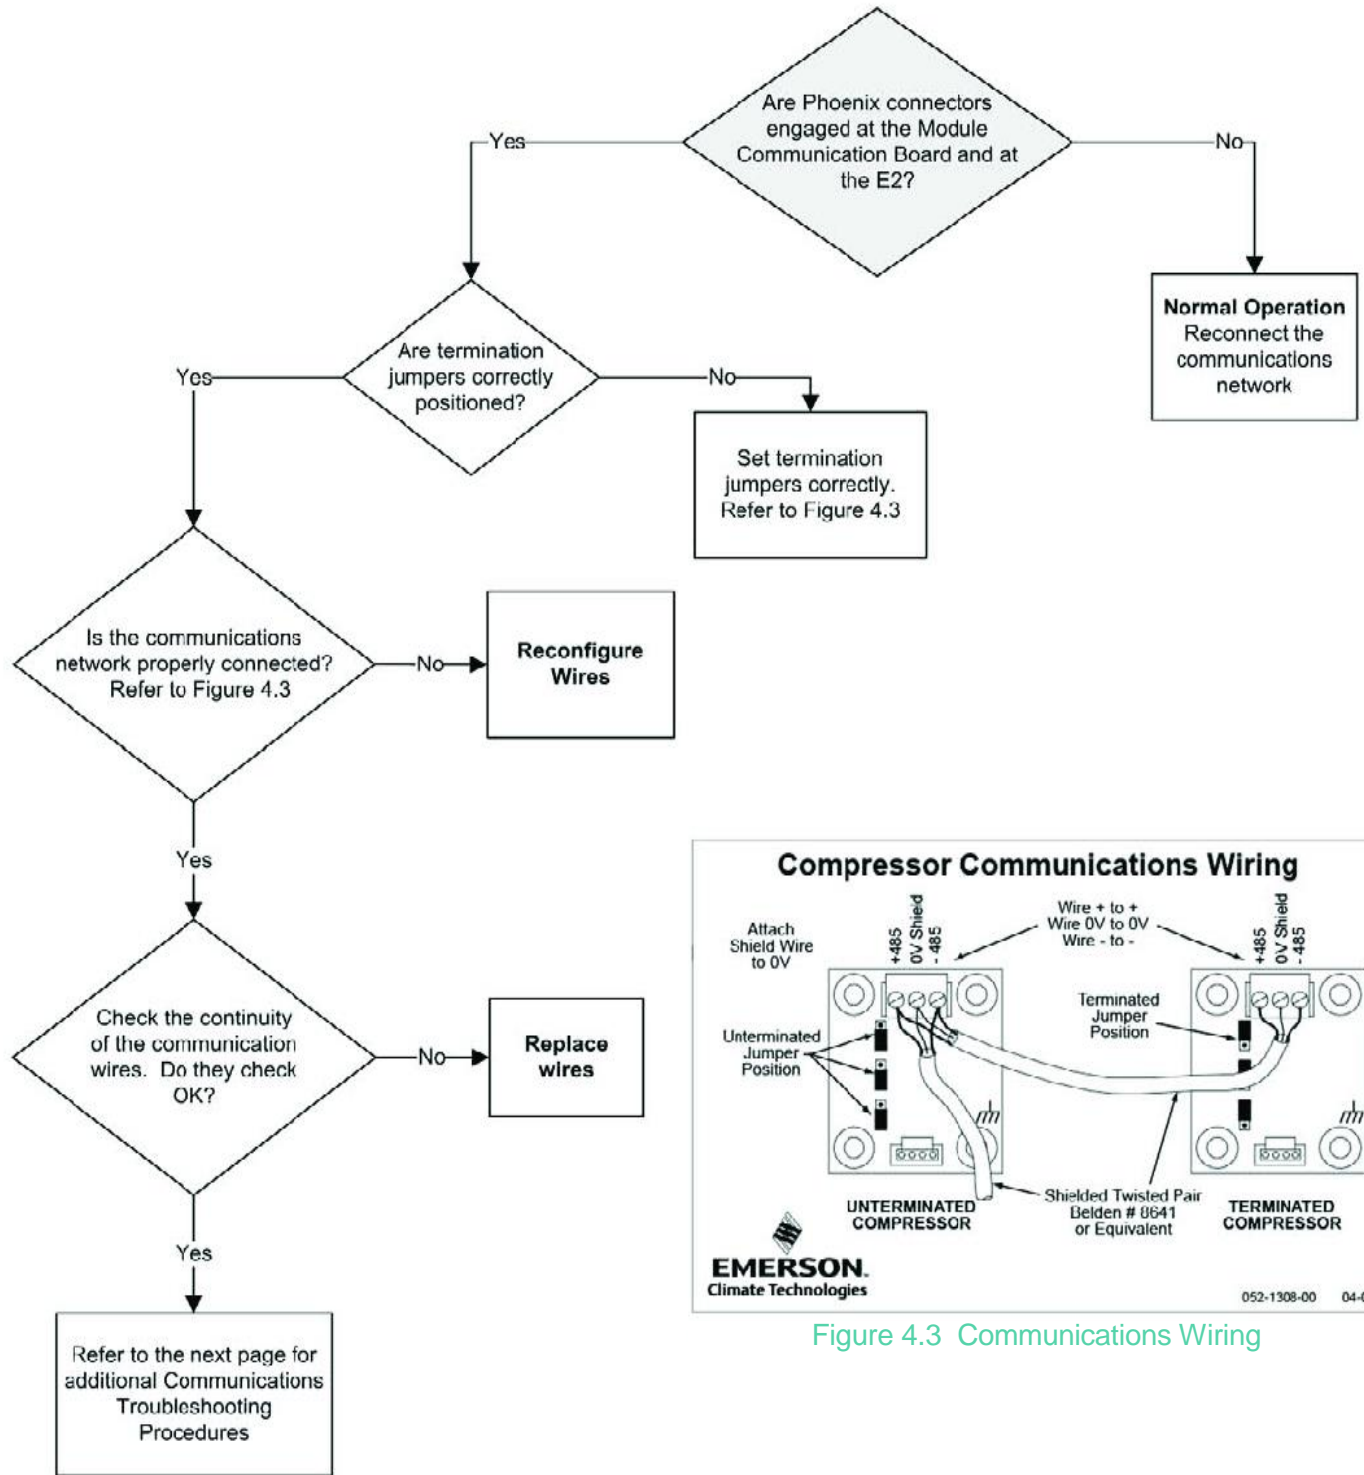 Are Phoenix connectors
engaged at the Module
Communication Board and at
the E2?
Yes
No
Normal Operation
Reconnect the
communications
network
Are termination
jumpers correctly
positioned?
Yes
No
Set termination
jumpers correctly.
Refer to Figure 4.3
Is the communications
network properly connected?
Refer to Figure 4.3
No
Reconfigure
Wires
Yes
Check the continuity
of the communication
wires. Do they check
OK?
No
Replace
wires
Yes
Refer to the next page for
additional Communications
Troubleshooting
Procedures
Compressor Communications Wiring
Attach
Shield Wire
to 0V
+485
0V Shield
- 485
Wire + to +
Wire 0V to 0V
Wire - to -
+485
0V Shield
- 485
Unterminated
Jumper
Position
Terminated
Jumper
Position
UNTERMINATED
COMPRESSOR
Shielded Twisted Pair
Belden # 8641
or Equivalent
TERMINATED
COMPRESSOR
EMERSON.
Climate Technologies
052-1308-00
Figure 4.3 Communications Wiring